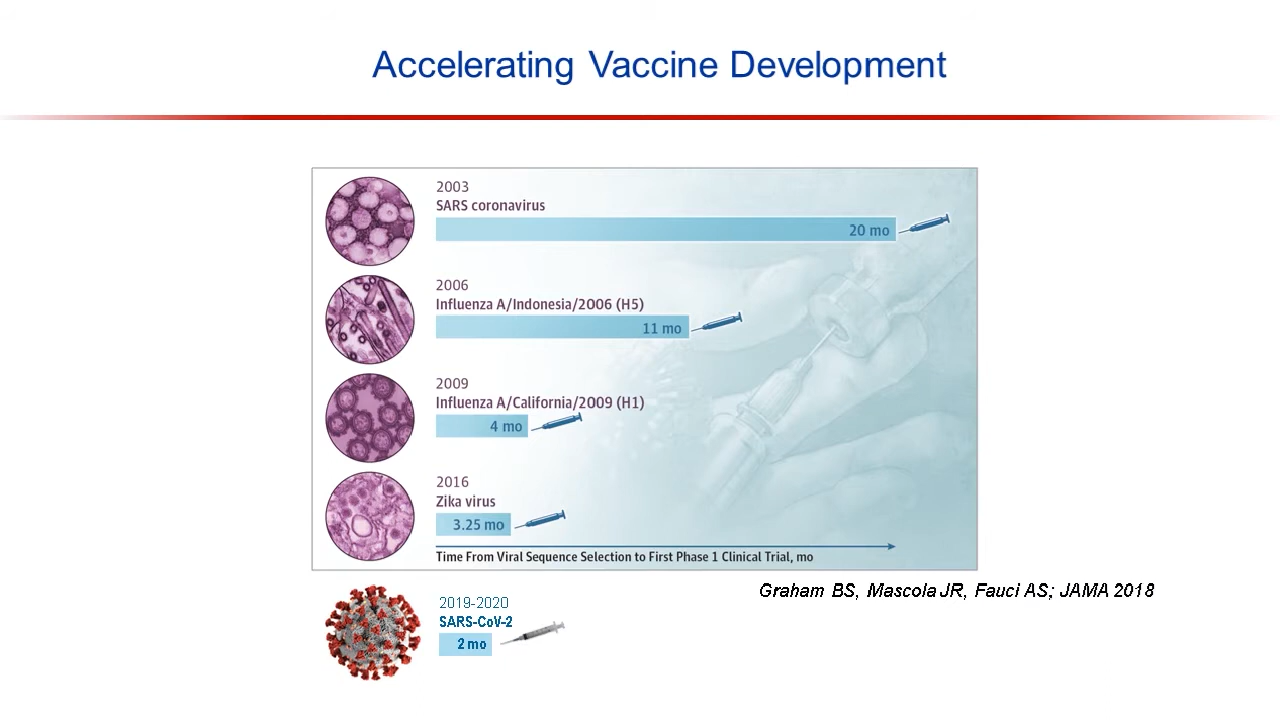 Accelerating Vaccine Development
2003
SARS coronavirus
20 mo
2006
Influenza A/Indonesia/2006 (H5)
11 mo
2009
Influenza A/California/2009 (H1)
4 mo
2016
Zika virus
3.25 mo
Time From Viral Sequence Selection to First Phase 1 Clinical Trial, mo
Graham BS, Mascola JR, Fauci AS; JAMA 2018
2019-2020
SARS-CoV-2
2 mo